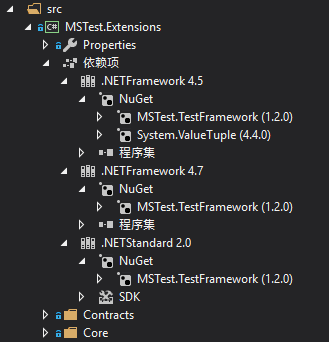 src
C# MSTest.Extensions
Properties
依赖项
.NETFramework 4.5
NuGet
MSTest.TestFramework (1.2.0)
System.ValueTuple (4.4.0)
程序集
.NETFramework 4.7
NuGet
MSTest.TestFramework (1.2.0)
程序集
.NETStandard 2.0
NuGet
MSTest.TestFramework (1.2.0)
SDK
Contracts
Core